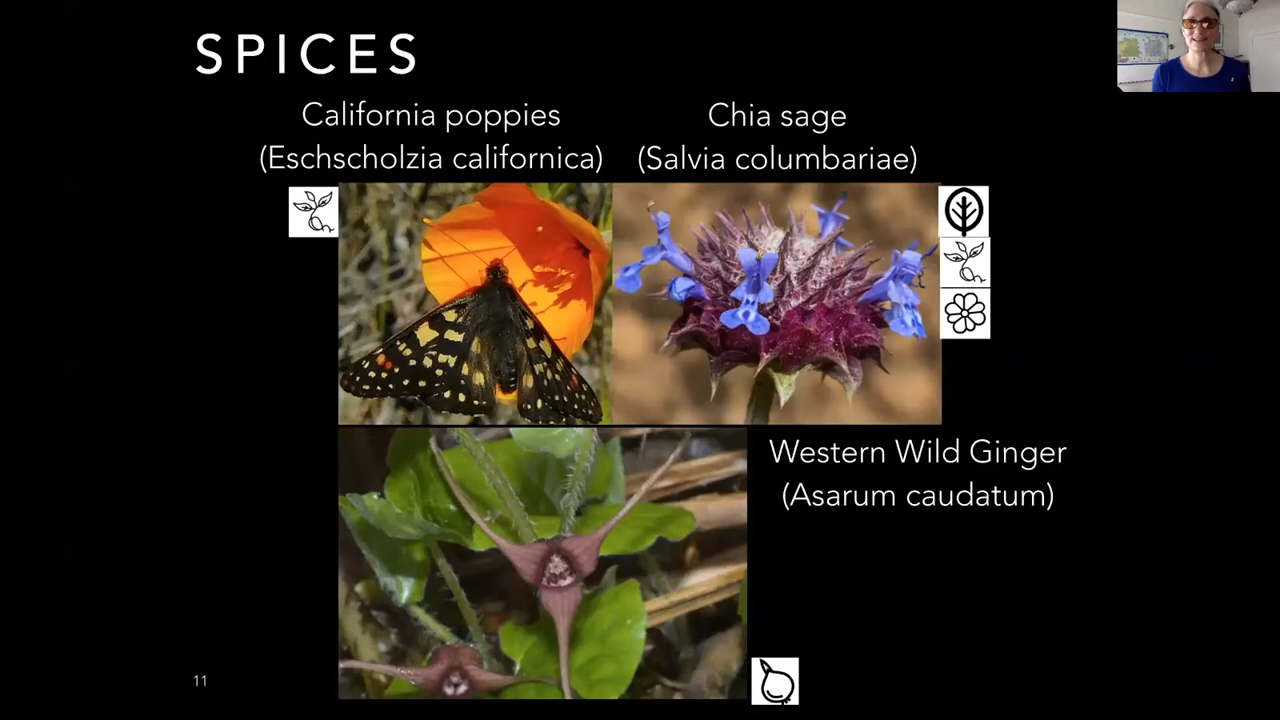 SPICES
California poppies
(Eschscholzia californica)
Chia sage
(Salvia columbariae)
Western Wild Ginger
(Asarum caudatum)
11